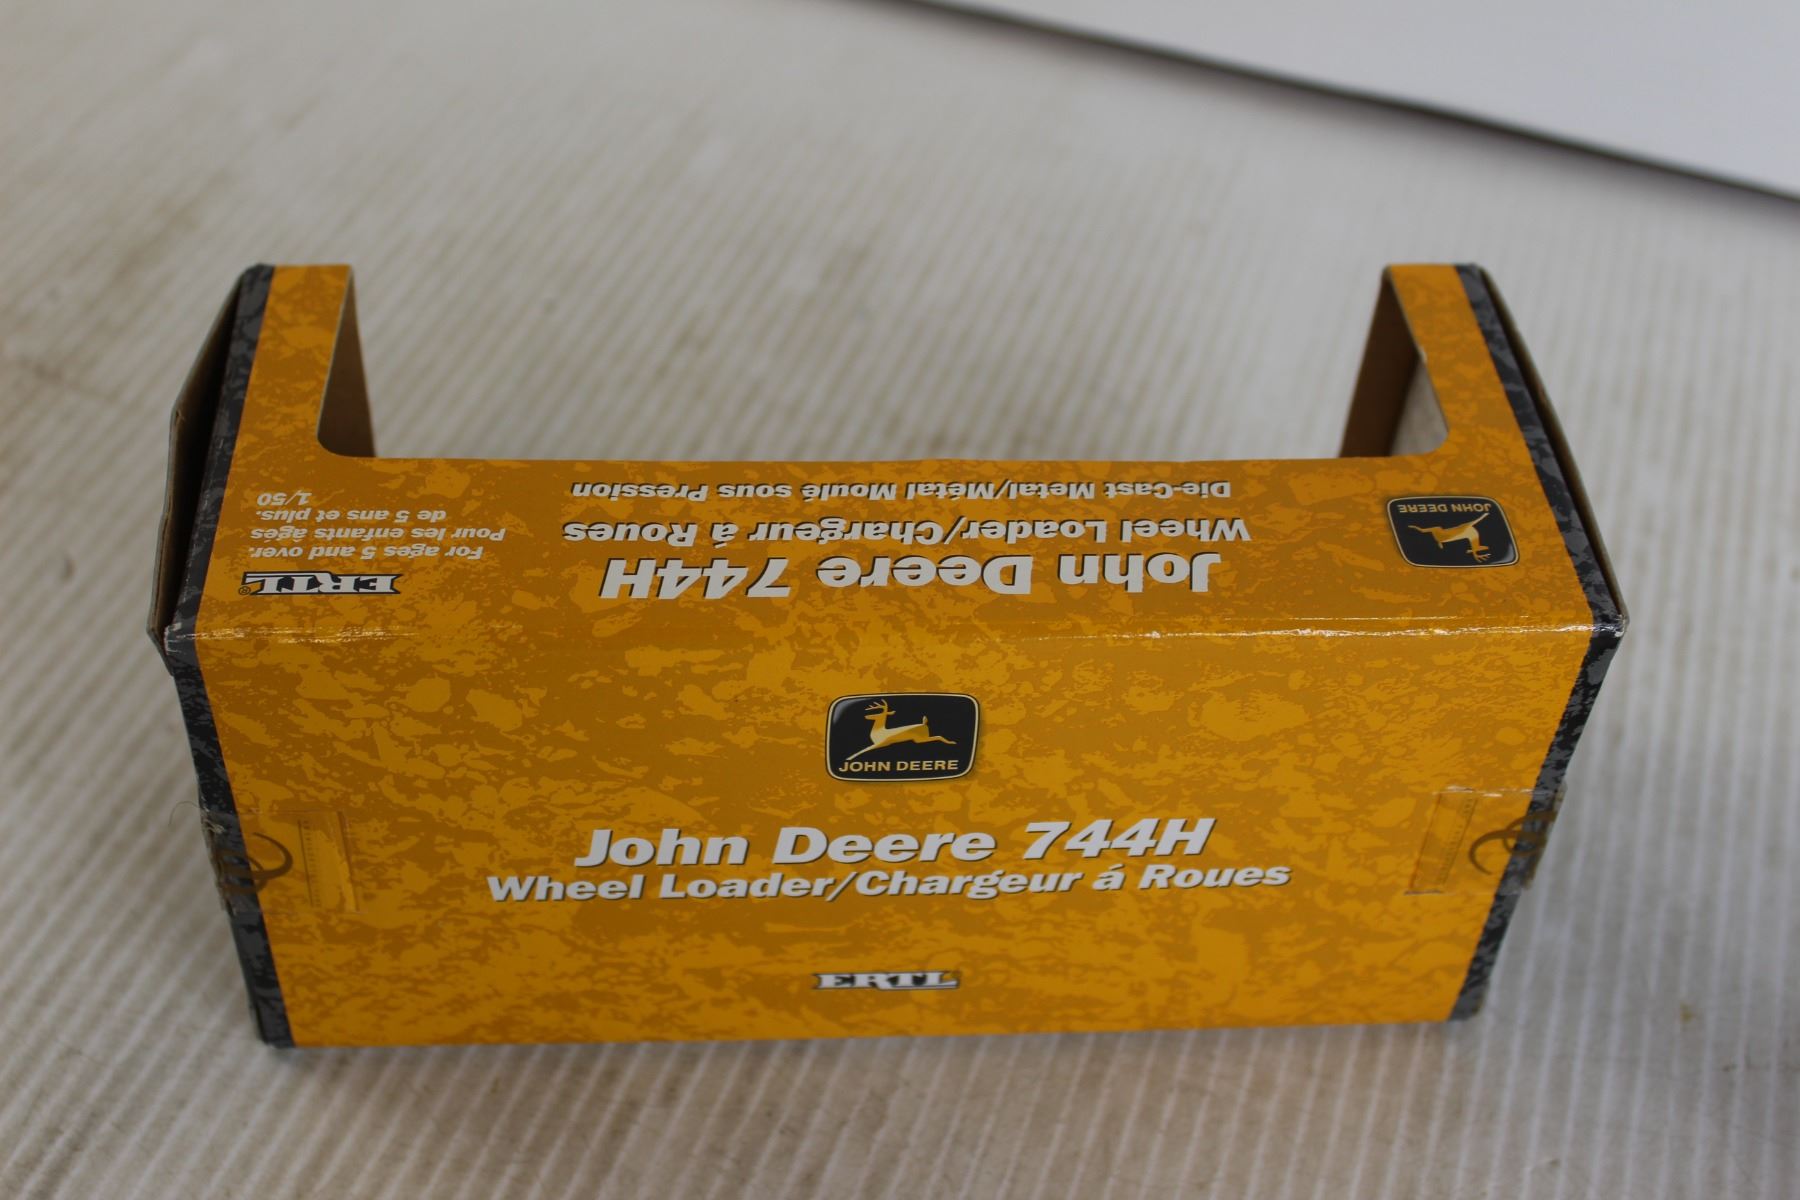 John Deere 744H
Wheel Loader/Chargeur á Roues
Die-Cast Metal/Métal Moulé sous Pression
JOHN DEERE
ERTL®
For ages 5 and over.
Pour les enfants ages
de 5 ans et plus.
1/50
JOHN DEERE
John Deere 744H
Wheel Loader/Chargeur á Roues
ERTL